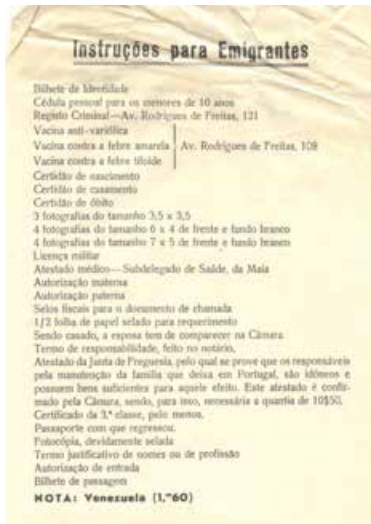 Instruções para Emigrantes
Bilhete de Identidade
Cédula pessoal para os menores de 10 anos
Registo Criminal—Av. Rodrigues de Freitas, 121
Vacina anti-variólica
Vacina contra a febre amarela Av. Rodrigues de Freitas, 108
Vacina contra a febre tifoide
Certidão de nascimento
Certidão de casamento
Certidão de óbito
3 fotografias do tamanho 3,5 x 3,5
4 fotografias do tamanho 6 x 4 de frente e fundo branco
4 fotografias do tamanho 7 x 5 de frente e fundo branco
Licença militar
Atestado médico—Subdelegado de Saúde, da Maia
Autorização materna
Autorização paterna
Selos fiscais para o documento de chamada
1/2 folha de papel selado para requerimento
Sendo casado, a esposa tem de comparecer na Câmara.
Termo de responsabilidade, feito no notário,
Atestado da Junta de Freguesia, pelo qual se prove que os responsáveis
pela manutenção da família que deixa em Portugal, são idóneos e
possuem bens suficientes para aquele efeito. Este atestado é confir-
mado pela Câmara, sendo, para isso, necessária a quantia de 10$50.
Certificado da 3.ª classe, pelo menos.
Passaporte com que regressou.
Fotocópia, devidamente selada
Termo justificativo de nomes ou de profissão
Autorização de entrada
Bilhete de passagem
NOTA: Venezuela (1,m60)